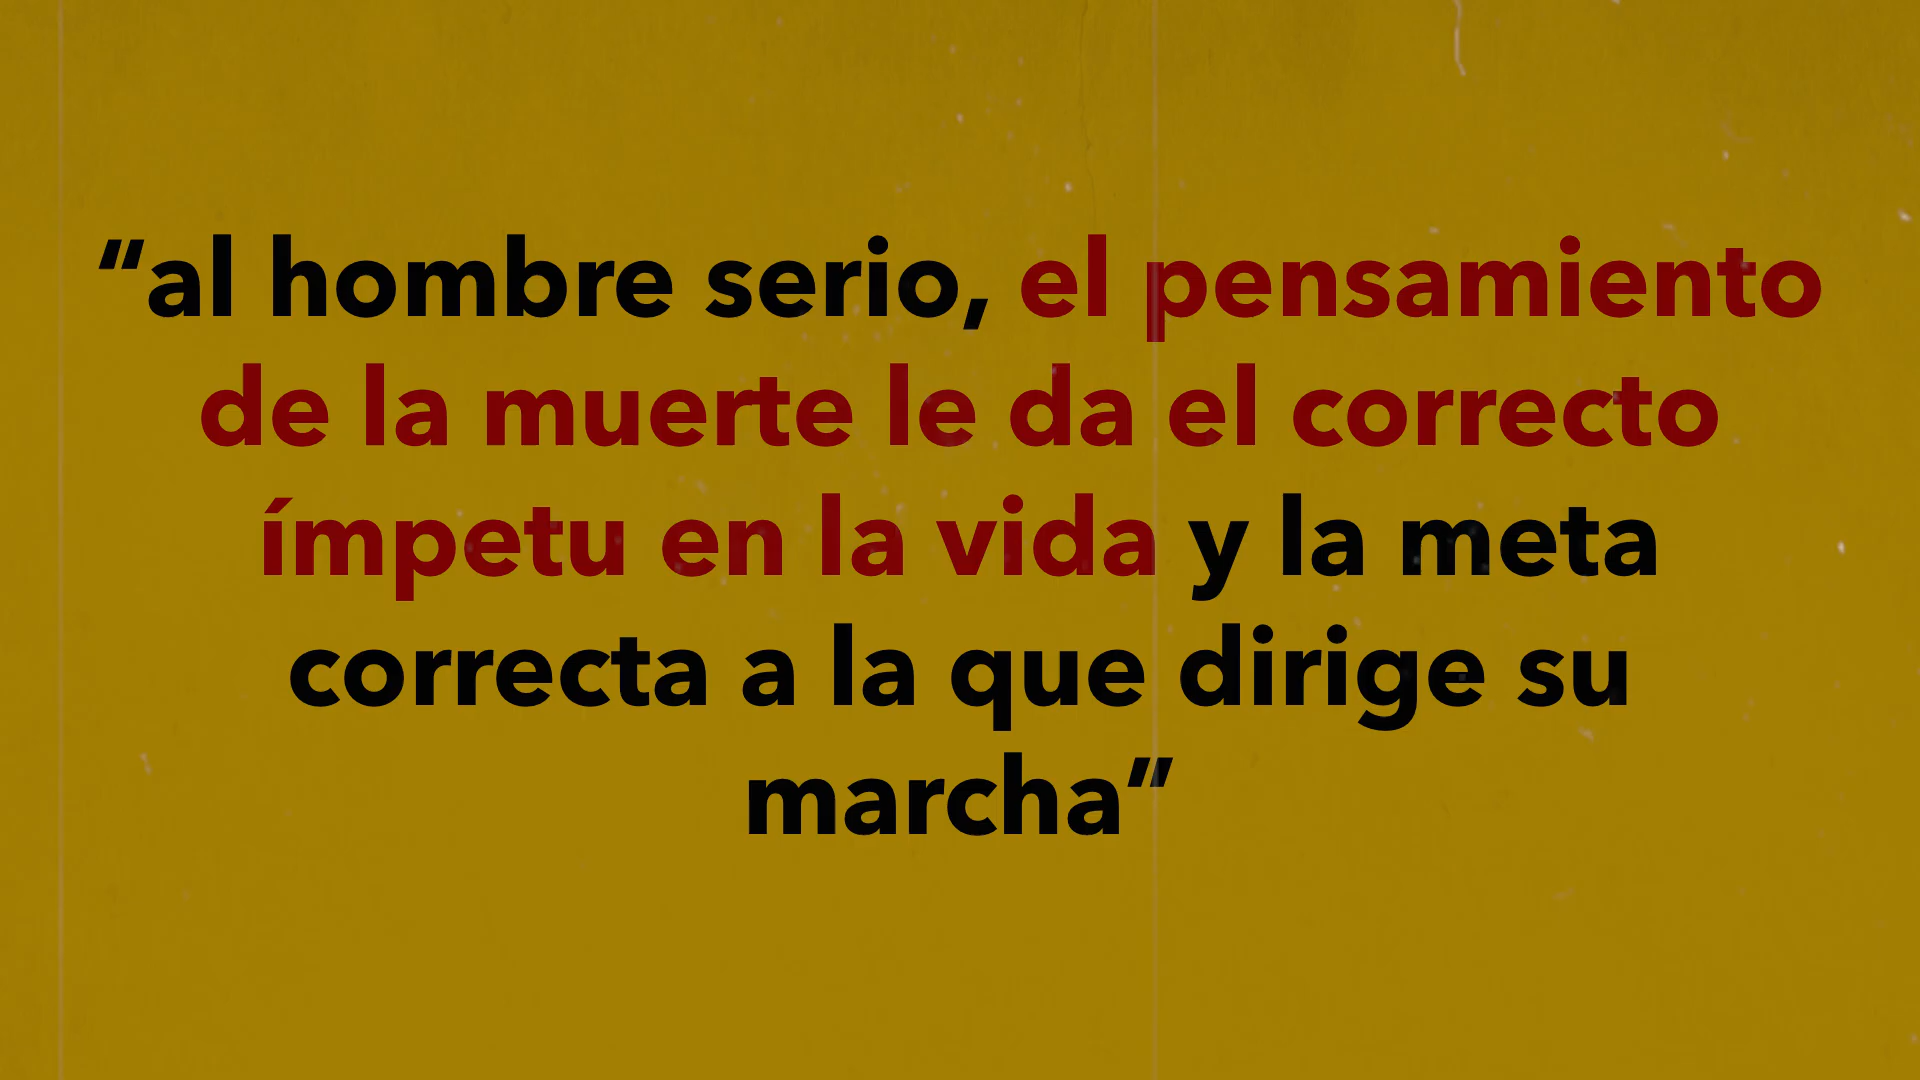 “al hombre serio, el pensamiento
de la muerte le da el correcto
ímpetu en la vida y la meta
correcta a la que dirige su
marcha”